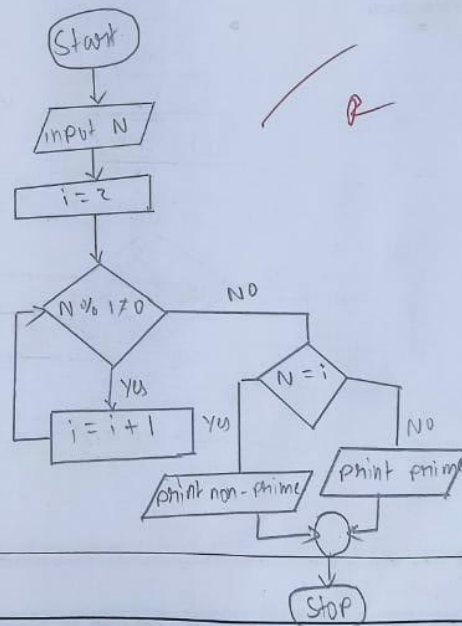 Start
input N
i = 2
N % i ≠ 0
NO
Yes
i = i + 1
N = i
Yes
NO
print non-prime
print prime
Stop